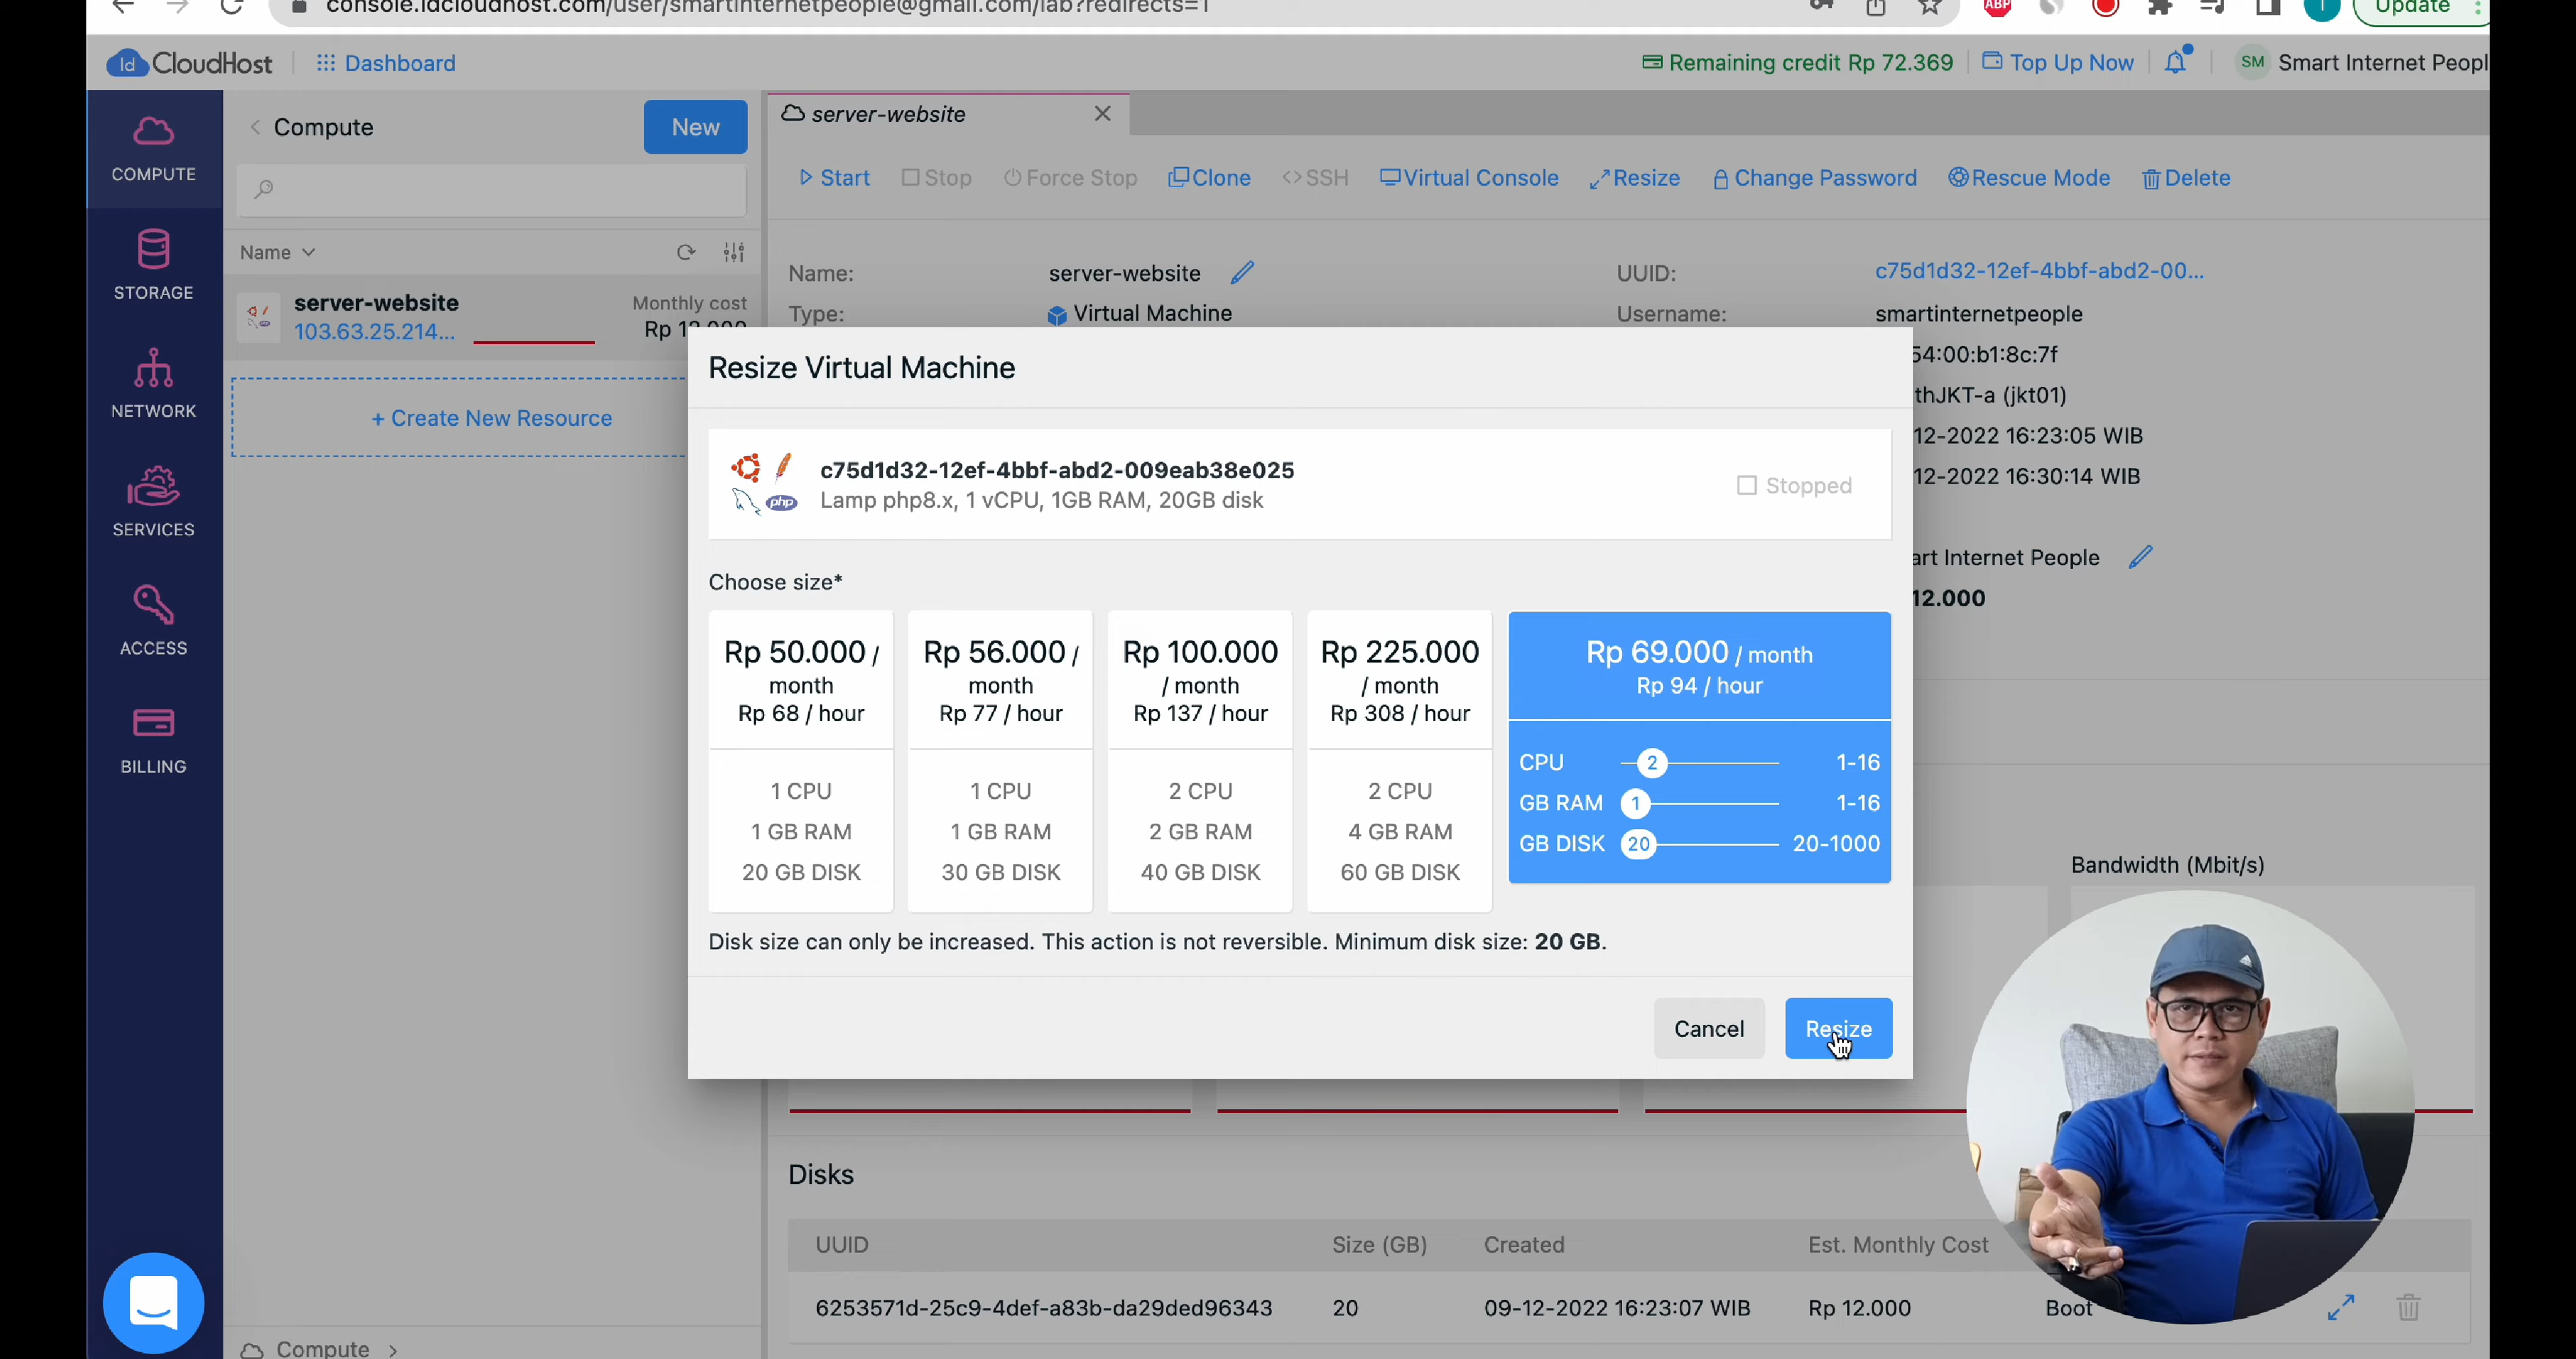 console.idcloudhost.com/user/smartinternetpeople@gmail.com/lab?redirects=1
ABP
T
Update
Id CloudHost
Dashboard
Remaining credit Rp 72.369
Top Up Now
SM
Smart Internet Peopl
COMPUTE
STORAGE
NETWORK
SERVICES
ACCESS
BILLING
Compute
New
Name
server-website
103.63.25.214...
Monthly cost
Rp 12.000
+ Create New Resource
Compute
server-website
Start
Stop
Force Stop
Clone
<> SSH
Virtual Console
Resize
Change Password
Rescue Mode
Delete
Name:
server-website
UUID:
c75d1d32-12ef-4bbf-abd2-00...
Type:
Virtual Machine
Username:
smartinternetpeople
54:00:b1:8c:7f
thJKT-a (jkt01)
12-2022 16:23:05 WIB
12-2022 16:30:14 WIB
art Internet People
12.000
Resize Virtual Machine
php
c75d1d32-12ef-4bbf-abd2-009eab38e025
Lamp php8.x, 1 vCPU, 1GB RAM, 20GB disk
Stopped
Choose size*
Rp 50.000 /
month
Rp 68 / hour
1 CPU
1 GB RAM
20 GB DISK
Rp 56.000 /
month
Rp 77 / hour
1 CPU
1 GB RAM
30 GB DISK
Rp 100.000
/ month
Rp 137 / hour
2 CPU
2 GB RAM
40 GB DISK
Rp 225.000
/ month
Rp 308 / hour
2 CPU
4 GB RAM
60 GB DISK
Rp 69.000 / month
Rp 94 / hour
CPU 2 1-16
GB RAM 1 1-16
GB DISK 20 20-1000
Disk size can only be increased. This action is not reversible. Minimum disk size: 20 GB.
Cancel
Resize
Bandwidth (Mbit/s)
Disks
UUID
Size (GB)
Created
Est. Monthly Cost
6253571d-25c9-4def-a83b-da29ded96343
20
09-12-2022 16:23:07 WIB
Rp 12.000
Boot